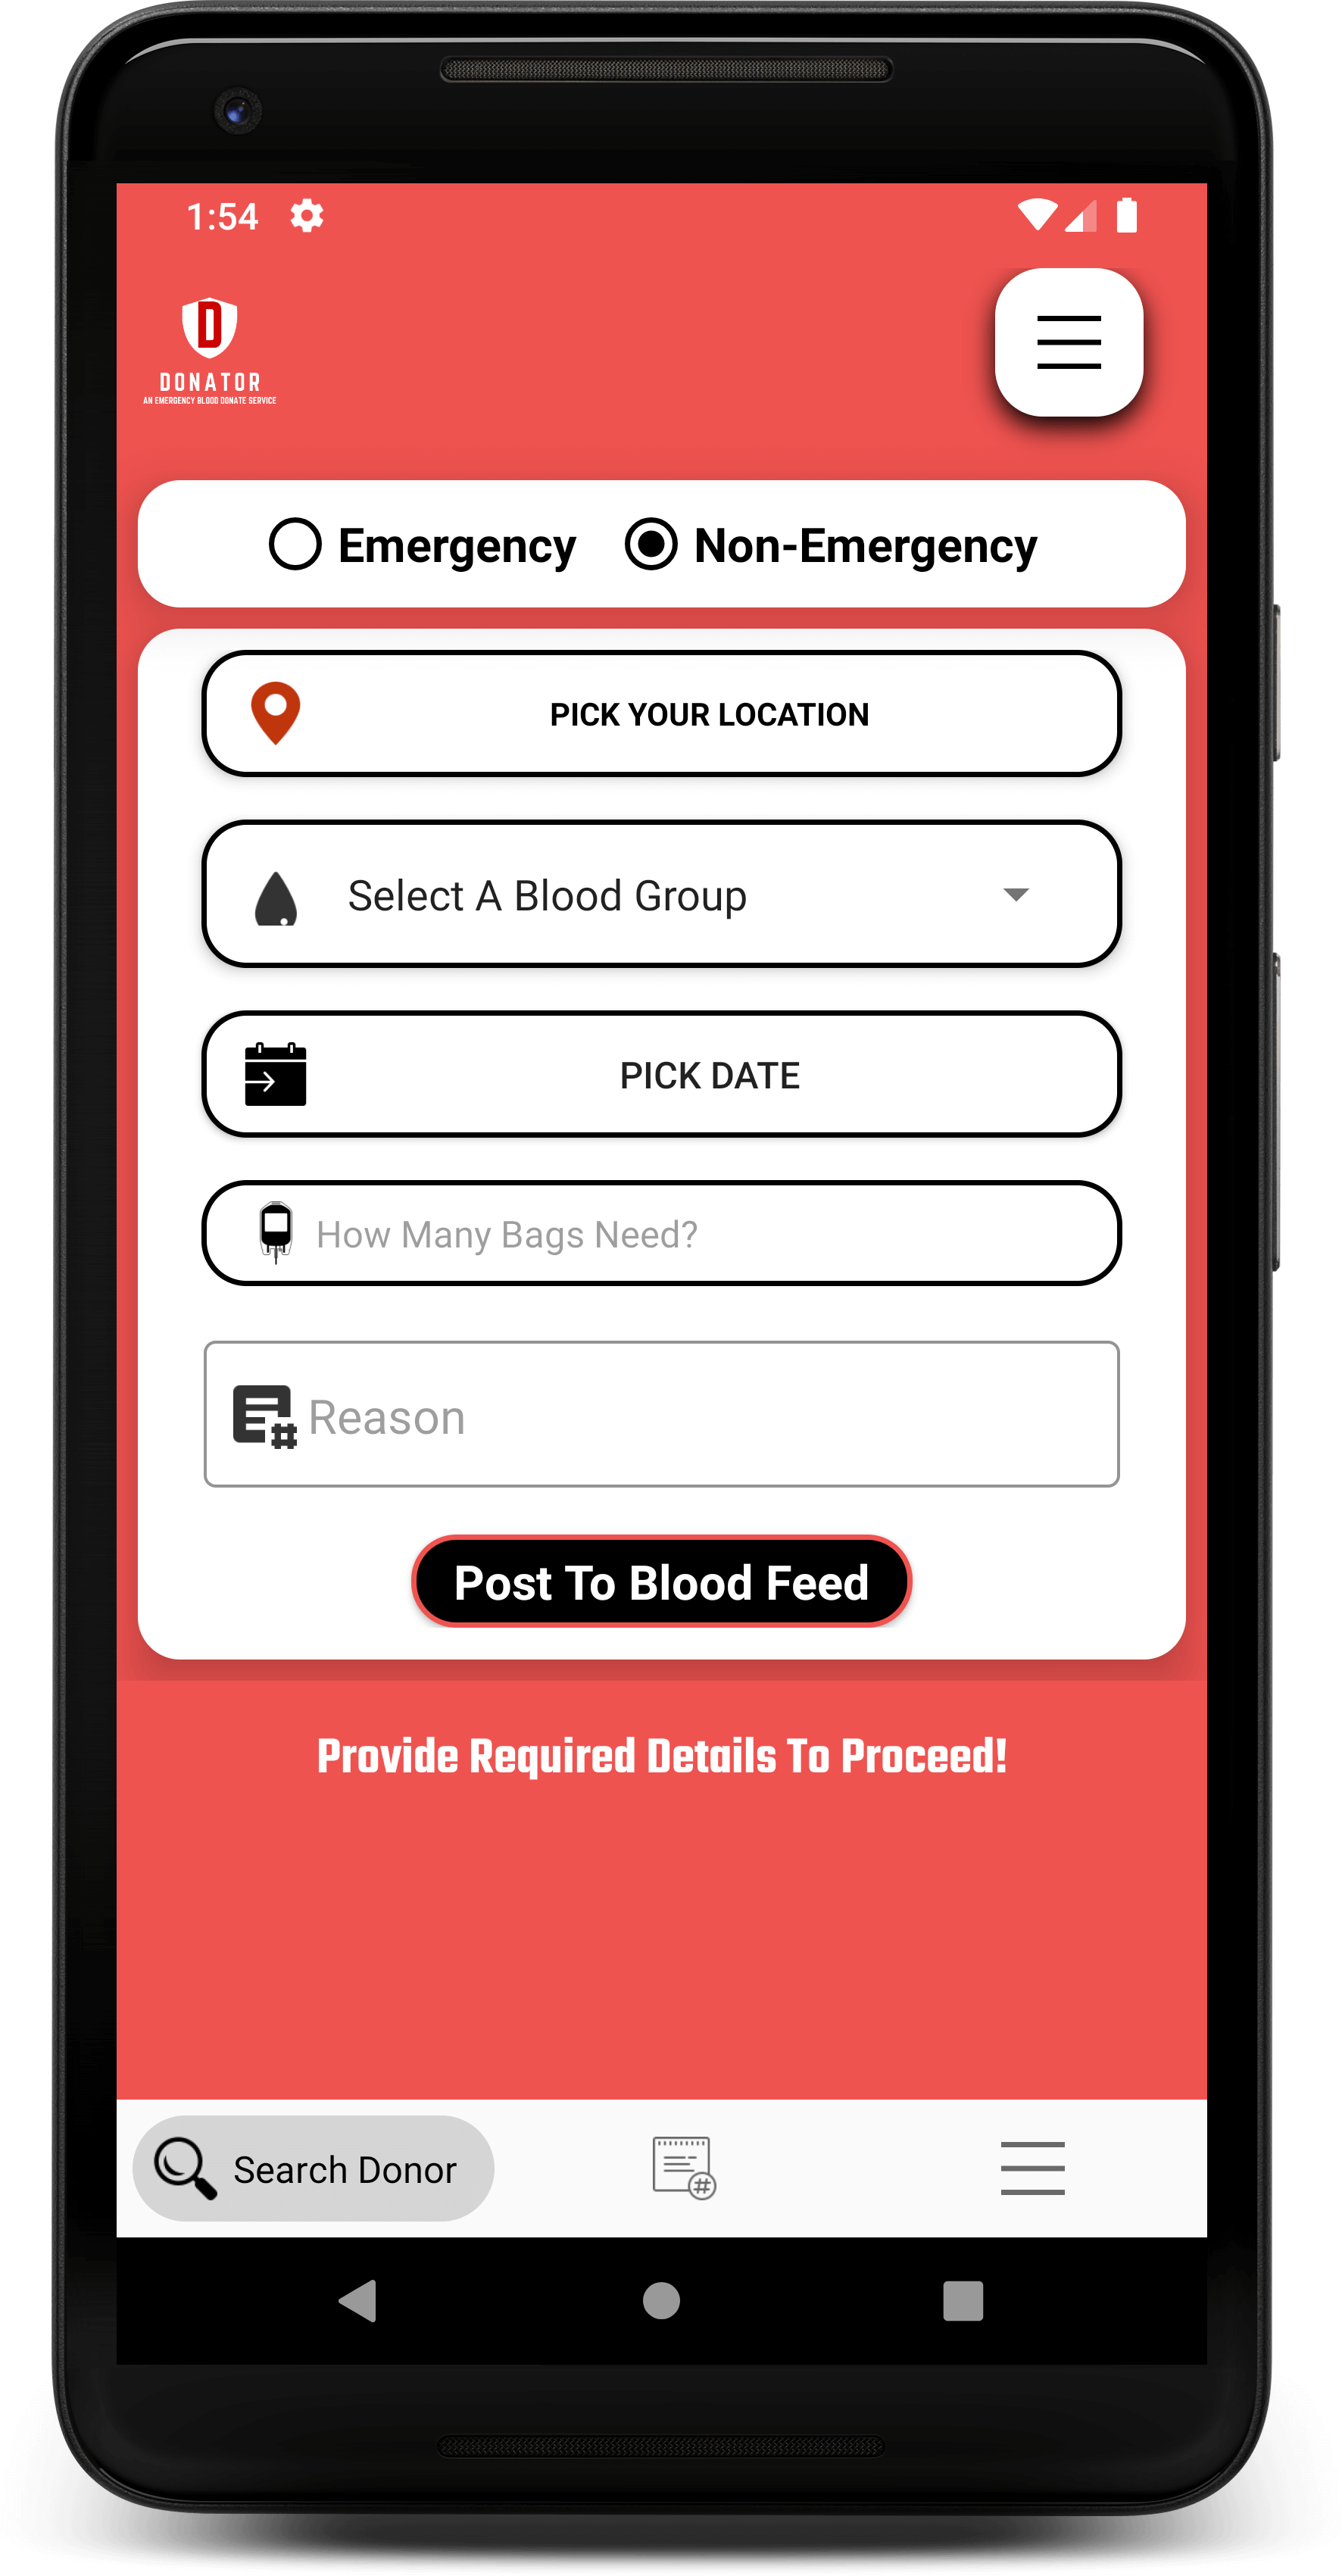 1:54
D
DONATOR
AN EMERGENCY BLOOD DONATE SERVICE
Emergency Non-Emergency
PICK YOUR LOCATION
Select A Blood Group
PICK DATE
How Many Bags Need?
Reason
Post To Blood Feed
Provide Required Details To Proceed!
Search Donor